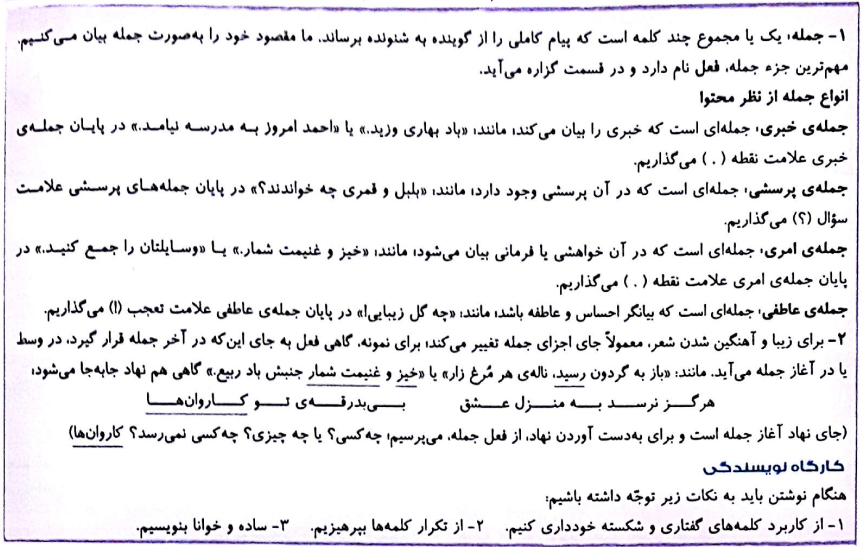 ۱- جمله؛ یک یا مجموع چند کلمه است که پیام کاملی را از گوینده به شنونده برساند. ما مقصود خود را به‌صورت جمله بیان می‌کنیم.
مهم‌ترین جزء جمله، فعل نام دارد و در قسمت گزاره می‌آید.
انواع جمله از نظر محتوا
جمله‌ی خبری؛ جمله‌ای است که خبری را بیان می‌کند؛ مانند؛ «باد بهاری وزید.» یا «احمد امروز به مدرسه نیامد.» در پایان جمله‌ی
خبری علامت نقطه ( . ) می‌گذاریم.
جمله‌ی پرسشی؛ جمله‌ای است که در آن پرسشی وجود دارد؛ مانند؛ «بلبل و قمری چه خواندند؟» در پایان جمله‌های پرسشی علامت
سؤال (؟) می‌گذاریم.
جمله‌ی امری؛ جمله‌ای است که در آن خواهشی یا فرمانی بیان می‌شود؛ مانند؛ «خیز و غنیمت شمار.» یا «وسایلتان را جمع کنید.» در
پایان جمله‌ی امری علامت نقطه ( . ) می‌گذاریم.
جمله‌ی عاطفی؛ جمله‌ای است که بیانگر احساس و عاطفه باشد؛ مانند؛ «چه گل زیبایی!» در پایان جمله‌ی عاطفی علامت تعجب (!) می‌گذاریم.
۲- برای زیبا و آهنگین شدن شعر، معمولاً جای اجزای جمله تغییر می‌کند؛ برای نمونه، گاهی فعل به جای این‌که در آخر جمله قرار گیرد، در وسط
یا در آغاز جمله می‌آید. مانند؛ «باز به گردون رسید، ناله‌ی هر مُرغ زار» یا «خیز و غنیمت شمار جنبش باد ربیع.» گاهی هم نهاد جابه‌جا می‌شود؛
هرگز نرسد به منزل عشق بی‌بدرقه‌ی تو کاروان‌ها
(جای نهاد آغاز جمله است و برای به‌دست آوردن نهاد، از فعل جمله، می‌پرسیم؛ چه‌کسی؟ یا چه چیزی؟ چه‌کسی نمی‌رسد؟ کاروان‌ها)
کارگاه نویسندگی
هنگام نوشتن باید به نکات زیر توجّه داشته باشیم:
۱- از کاربرد کلمه‌های گفتاری و شکسته خودداری کنیم. ۲- از تکرار کلمه‌ها بپرهیزیم. ۳- ساده و خوانا بنویسیم.